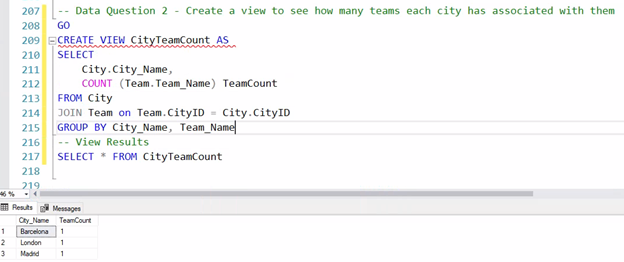 207 -- Data Question 2 - Create a view to see how many teams each city has associated with them
208 GO
209 CREATE VIEW CityTeamCount AS
210 SELECT
211 City.City_Name,
212 COUNT (Team.Team_Name) TeamCount
213 FROM City
214 JOIN Team on Team.CityID = City.CityID
215 GROUP BY City_Name, Team_Name
216 -- View Results
217 SELECT * FROM CityTeamCount
218
219
46 %
Results Messages
City_Name TeamCount
1 Barcelona 1
2 London 1
3 Madrid 1